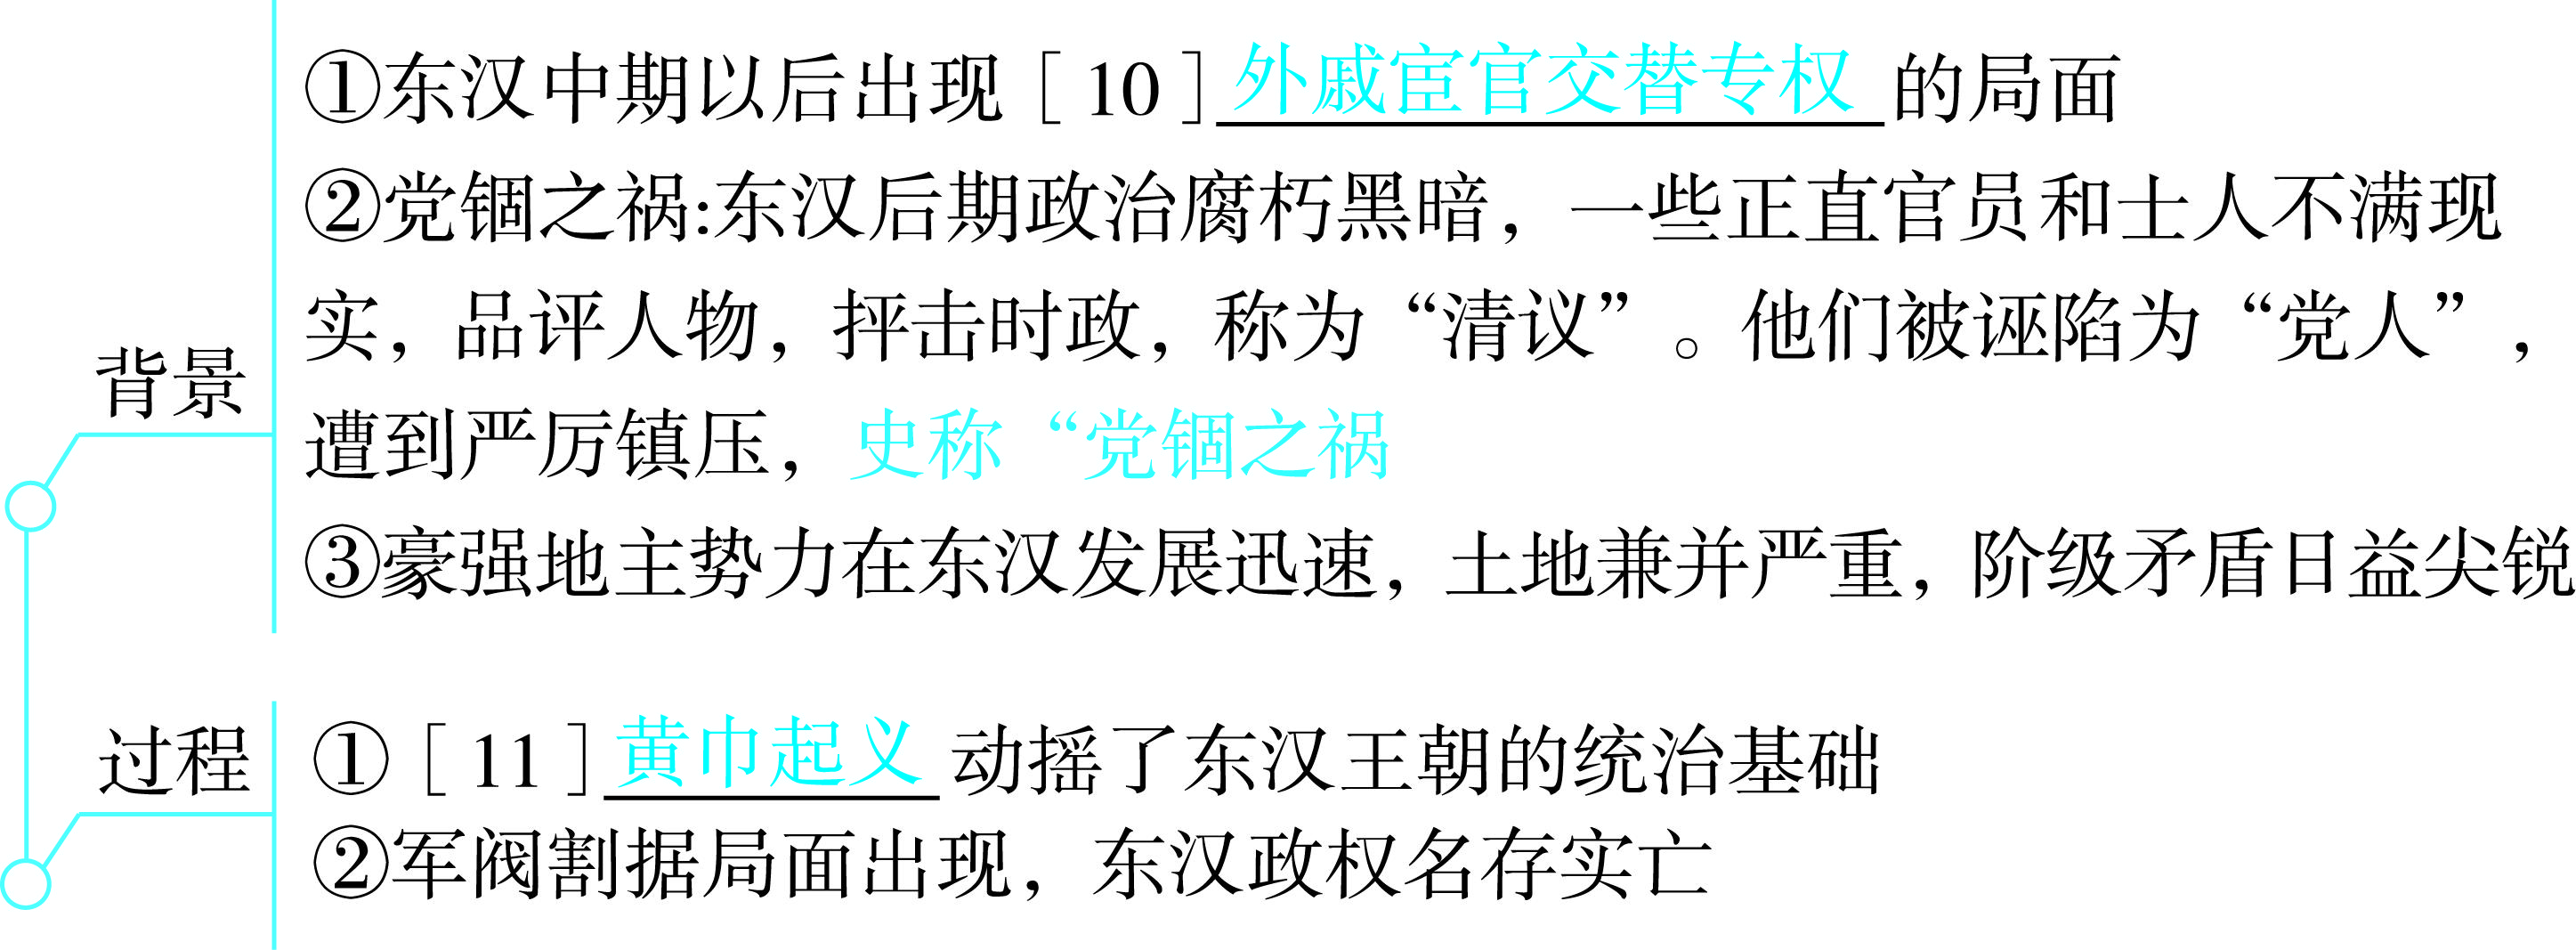 背景
①东汉中期以后出现［10］外戚宦官交替专权 的局面
②党锢之祸:东汉后期政治腐朽黑暗，一些正直官员和士人不满现
实，品评人物，抨击时政，称为“清议”。他们被诬陷为“党人”，
遭到严厉镇压，史称“党锢之祸
③豪强地主势力在东汉发展迅速，土地兼并严重，阶级矛盾日益尖锐
过程
①［11］黄巾起义 动摇了东汉王朝的统治基础
②军阀割据局面出现，东汉政权名存实亡